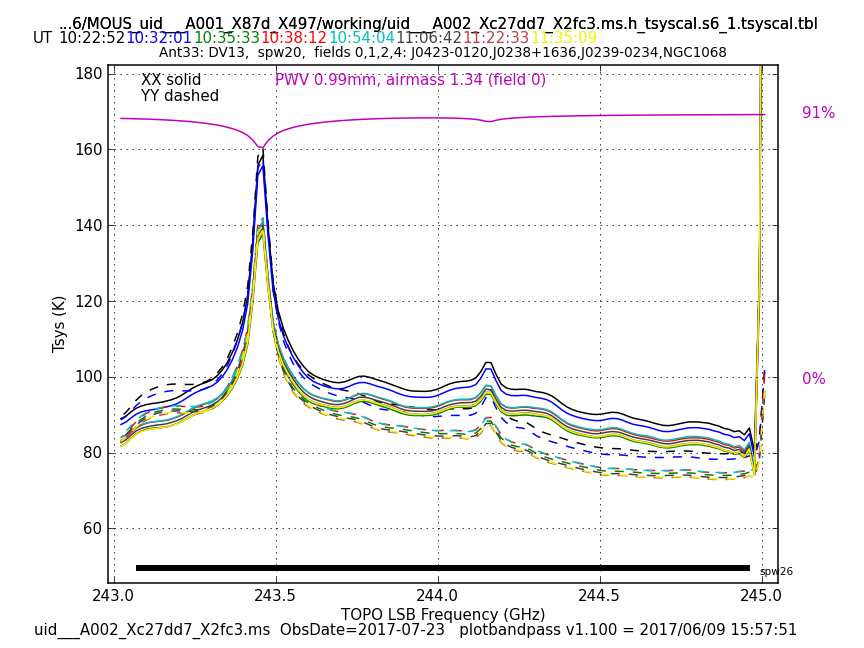 ...6/MOUS_uid___A001_X87d_X497/working/uid___A002_Xc27dd7_X2fc3.ms.h_tsyscal.s6_1.tsyscal.tbl
UT 10:22:52 10:32:01 10:35:33 10:38:12 10:54:04 11:06:42 11:22:33 11:35:09
Ant33: DV13, spw20, fields 0,1,2,4: J0423-0120,J0238+1636,J0239-0234,NGC1068
XX solid
PWV 0.99mm, airmass 1.34 (field 0)
YY dashed
91%
0%
180
160
140
120
100
80
60
Tsys (K)
spw26
243.0 243.5 244.0 244.5 245.0
TOPO LSB Frequency (GHz)
uid___A002_Xc27dd7_X2fc3.ms ObsDate=2017-07-23 plotbandpass v1.100 = 2017/06/09 15:57:51